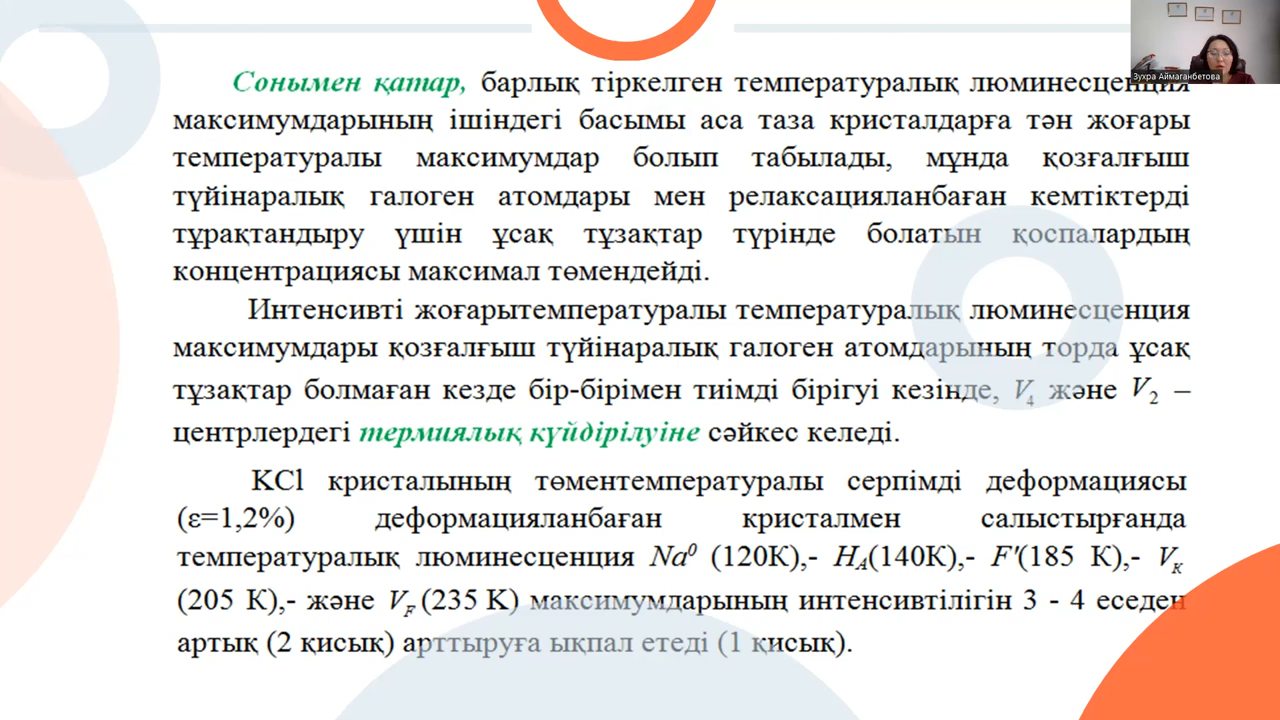 Зухра Аймаганбетова
Сонымен қатар, барлық тіркелген температуралық люминесценция
максимумдарының ішіндегі басымы аса таза кристалдарға тән жоғары
температуралы максимумдар болып табылады, мұнда қозғалғыш
түйінаралық галоген атомдары мен релаксацияланбаған кемтіктерді
тұрақтандыру үшін ұсақ тұзақтар түрінде болатын қоспалардың
концентрациясы максимал төмендейді.
Интенсивті жоғарытемпературалы температуралық люминесценция
максимумдары қозғалғыш түйінаралық галоген атомдарының торда ұсақ
тұзақтар болмаған кезде бір-бірімен тиімді бірігуі кезінде, V₄ және V₂ –
центрлердегі термиялық күйдірілуіне сәйкес келеді.
KCl кристалының төментемпературалы серпімді деформациясы
(ε=1,2%) деформацияланбаған кристалмен салыстырғанда
температуралық люминесценция Na⁰ (120К),- H_A(140К),- F'(185 К),- V_K
(205 К),- және V_F (235 К) максимумдарының интенсивтілігін 3 - 4 еседен
артық (2 қисық) арттыруға ықпал етеді (1 қисық).